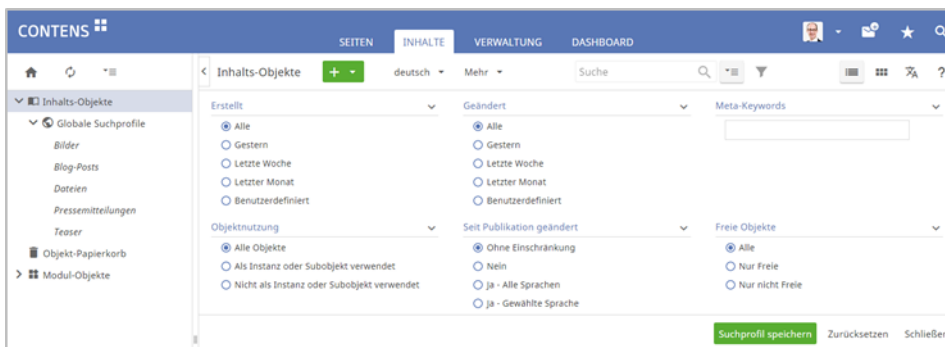 CONTENS
SEITEN INHALTE VERWALTUNG DASHBOARD
Inhalts-Objekte deutsch Mehr Suche
Inhalts-Objekte
Globale Suchprofile
Bilder
Blog-Posts
Dateien
Pressemitteilungen
Teaser
Objekt-Papierkorb
Modul-Objekte
Erstellt
Alle
Gestern
Letzte Woche
Letzter Monat
Benutzerdefiniert
Geändert
Alle
Gestern
Letzte Woche
Letzter Monat
Benutzerdefiniert
Meta-Keywords
Objektnutzung
Alle Objekte
Als Instanz oder Subobjekt verwendet
Nicht als Instanz oder Subobjekt verwendet
Seit Publikation geändert
Ohne Einschränkung
Nein
Ja - Alle Sprachen
Ja - Gewählte Sprache
Freie Objekte
Alle
Nur Freie
Nur nicht Freie
Suchprofil speichern Zurücksetzen Schließen